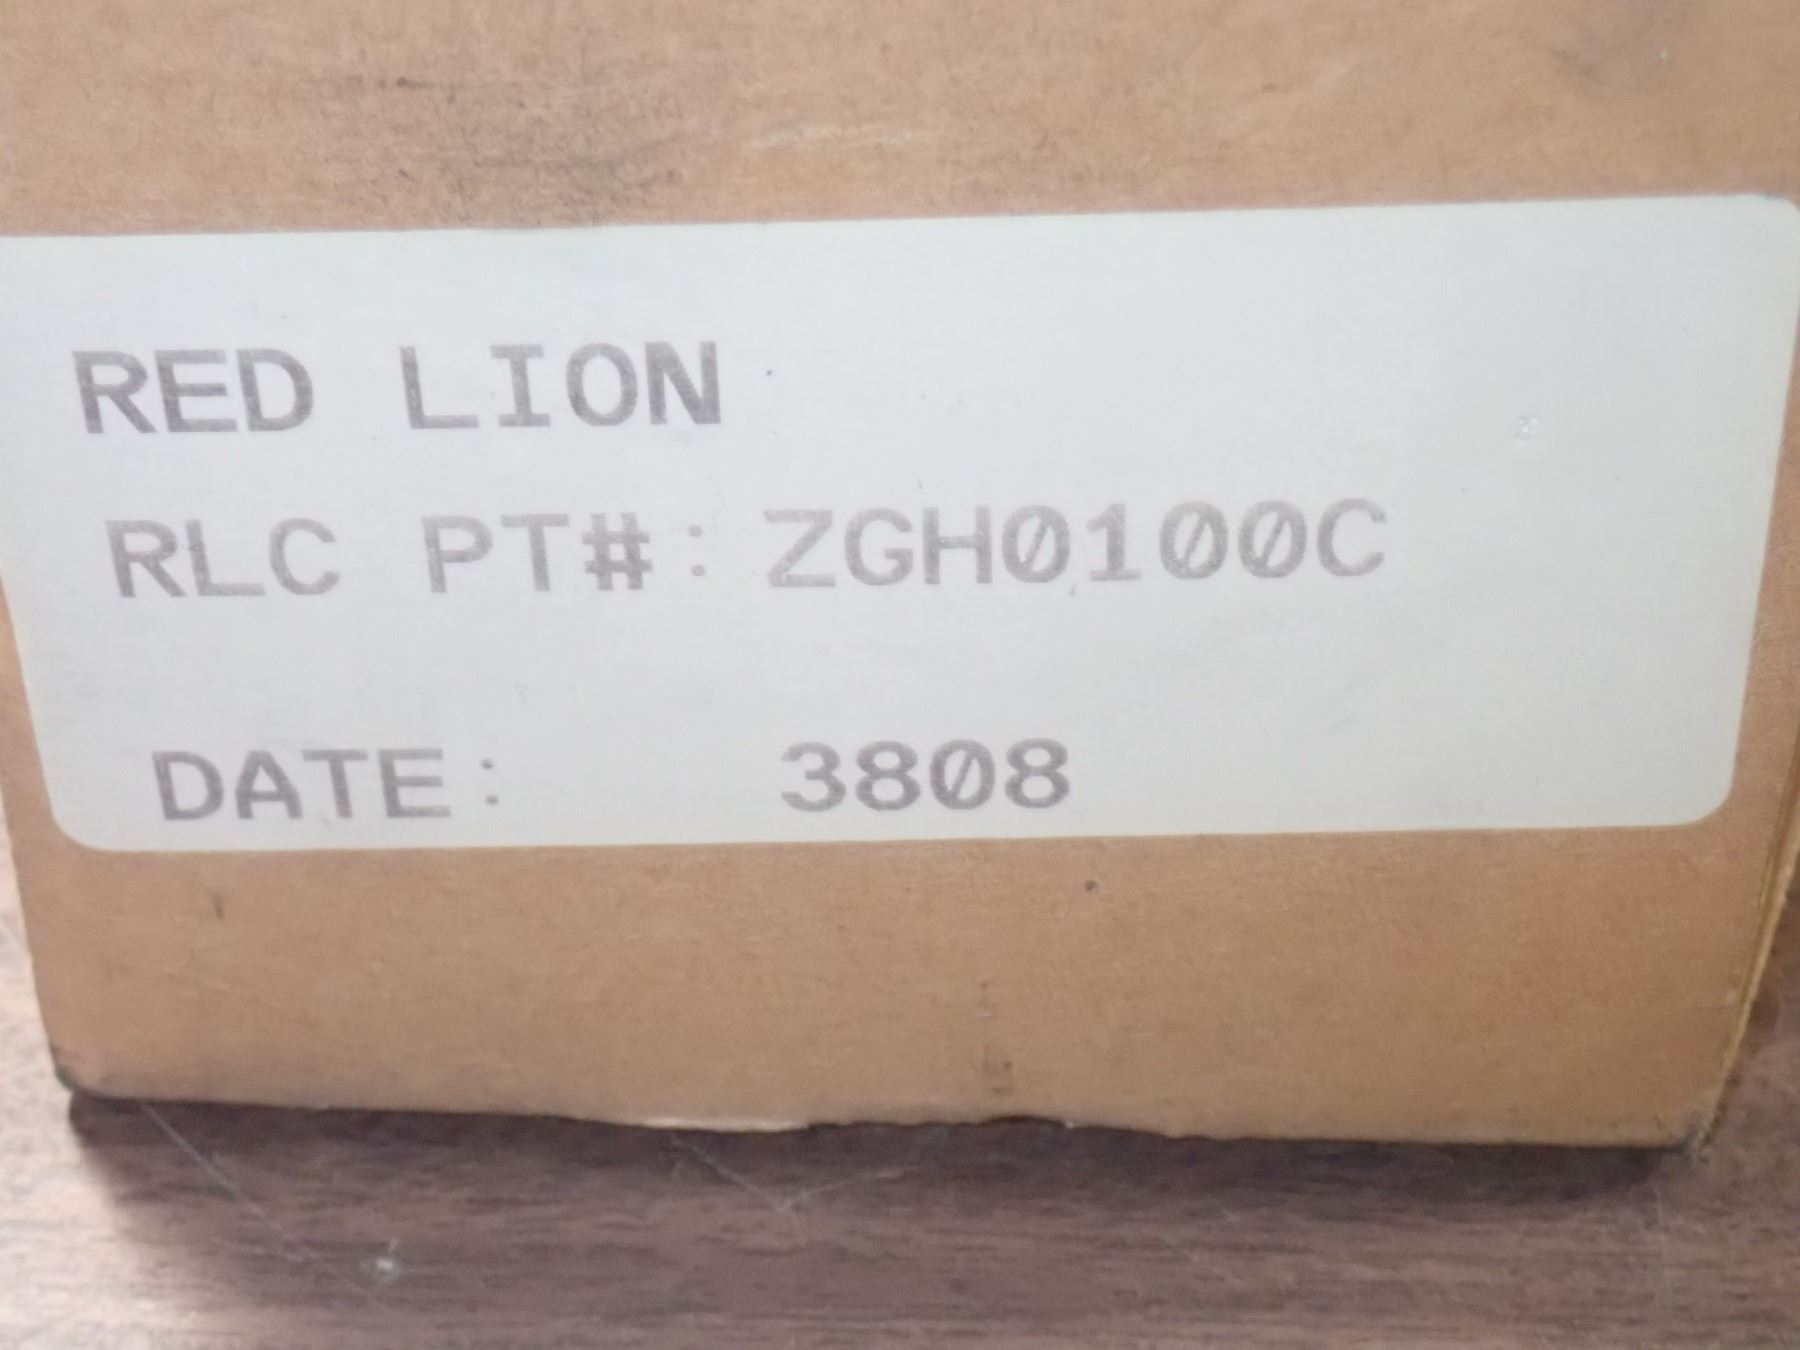 RED LION
RLC PT#: ZGH0100C
DATE: 3808